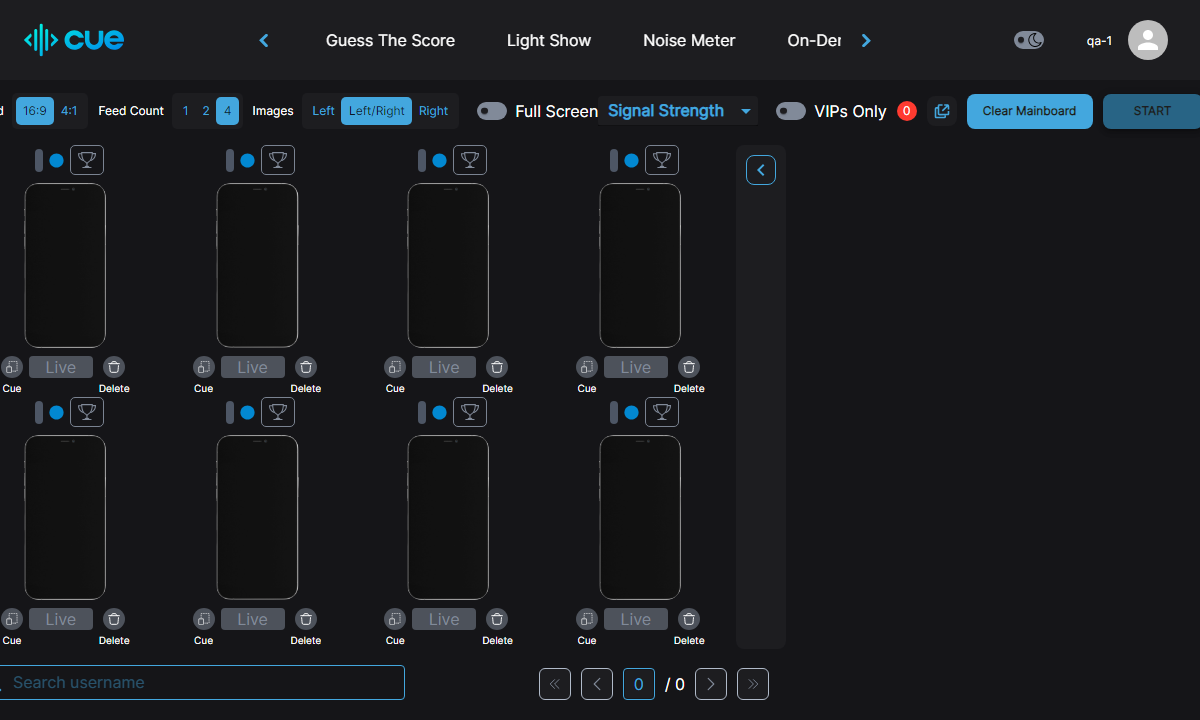 cue
Guess The Score Light Show Noise Meter On-Der
qa-1
d 16:9 4:1 Feed Count 1 2 4 Images Left Left/Right Right Full Screen Signal Strength VIPs Only 0 Clear Mainboard START
Live Live Live Live
Cue Delete Cue Delete Cue Delete Cue Delete
Live Live Live Live
Cue Delete Cue Delete Cue Delete Cue Delete
Search username 0 / 0